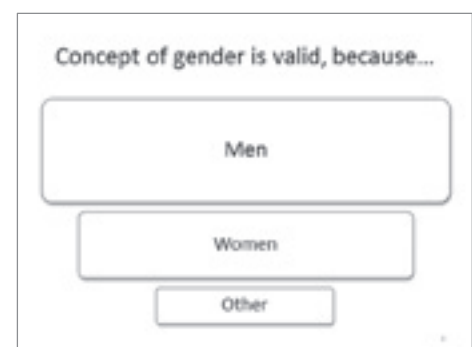 Concept of gender is valid, because...
Men
Women
Other